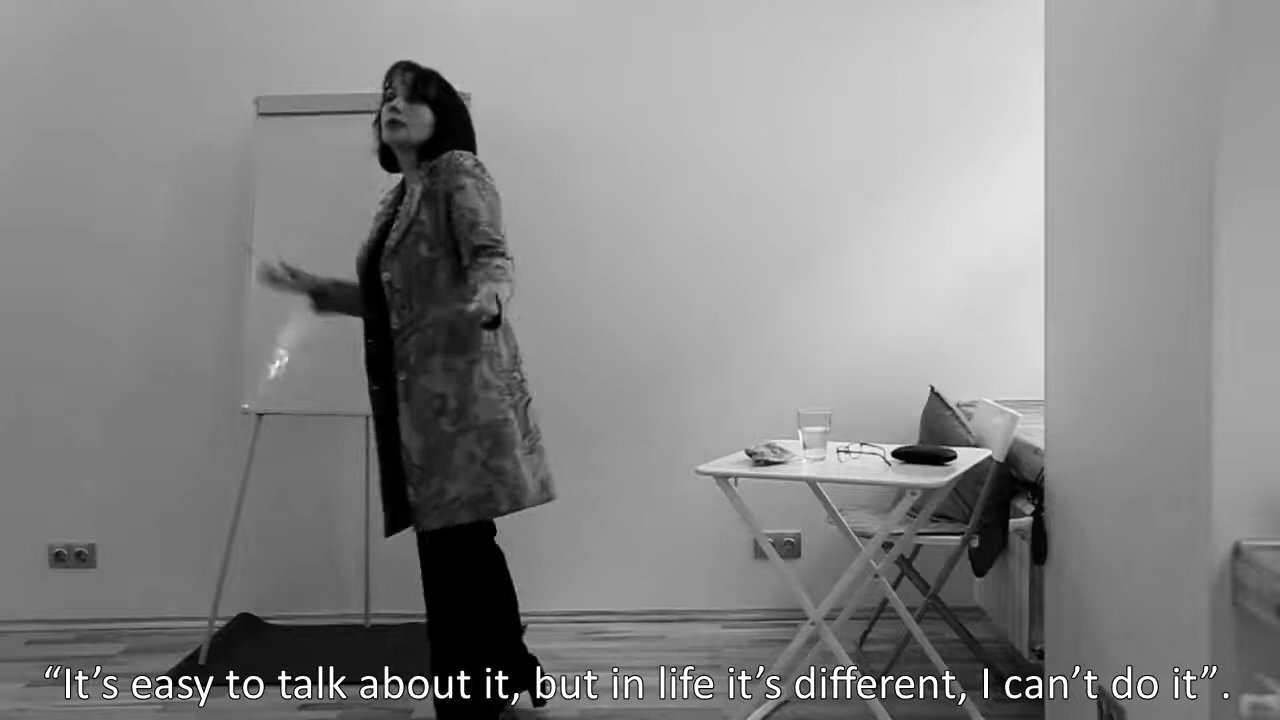 “It’s easy to talk about it, but in life it’s different, I can’t do it”.